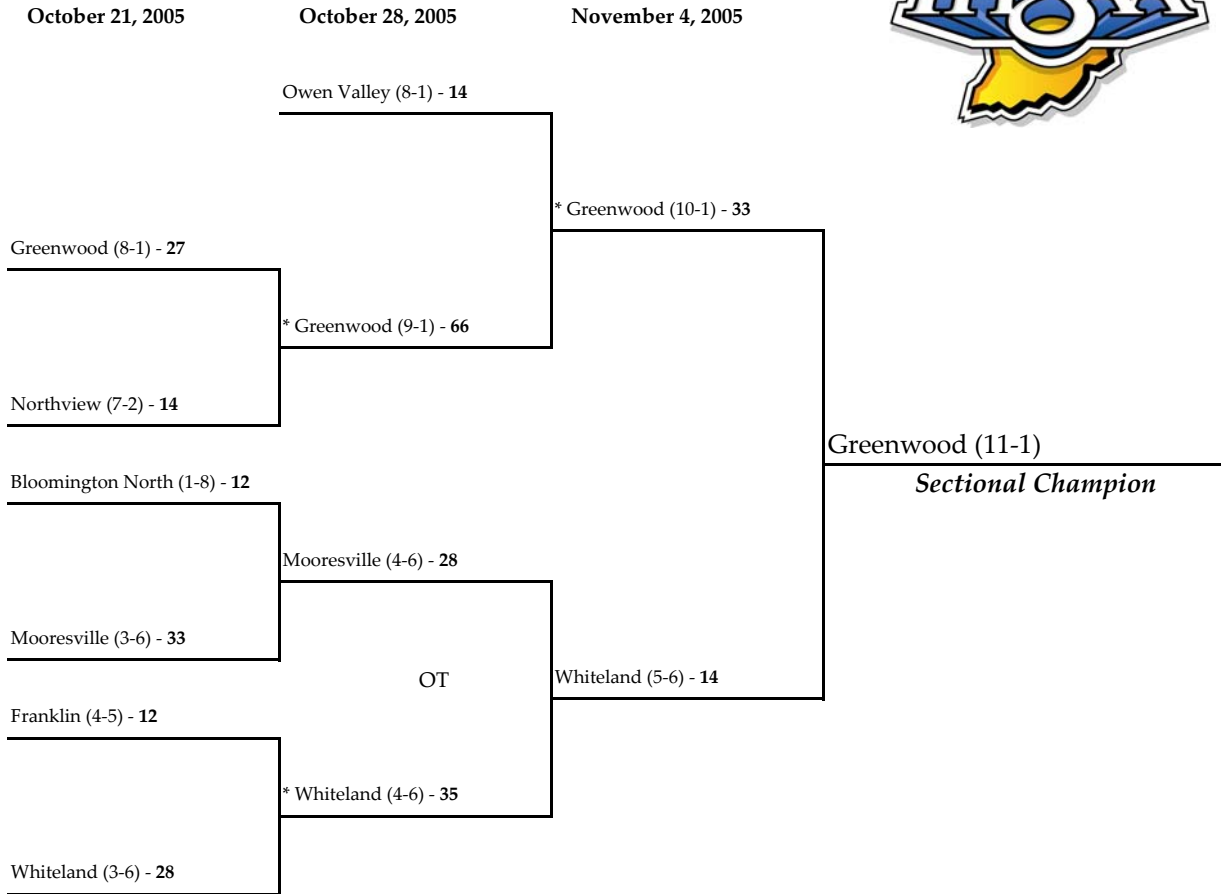 October 21, 2005 October 28, 2005 November 4, 2005
Owen Valley (8-1) - 14
* Greenwood (10-1) - 33
Greenwood (8-1) - 27
* Greenwood (9-1) - 66
Northview (7-2) - 14
Greenwood (11-1)
Sectional Champion
Bloomington North (1-8) - 12
Mooresville (4-6) - 28
Mooresville (3-6) - 33
OT
Whiteland (5-6) - 14
Franklin (4-5) - 12
* Whiteland (4-6) - 35
Whiteland (3-6) - 28